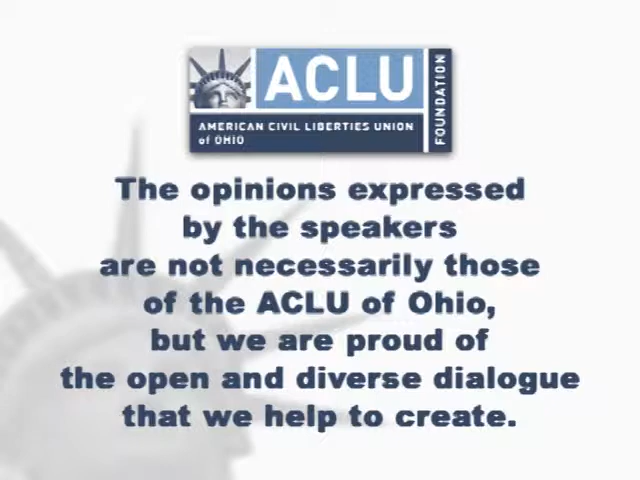 ACLU
FOUNDATION
AMERICAN CIVIL LIBERTIES UNION
of OHIO
The opinions expressed
by the speakers
are not necessarily those
of the ACLU of Ohio,
but we are proud of
the open and diverse dialogue
that we help to create.